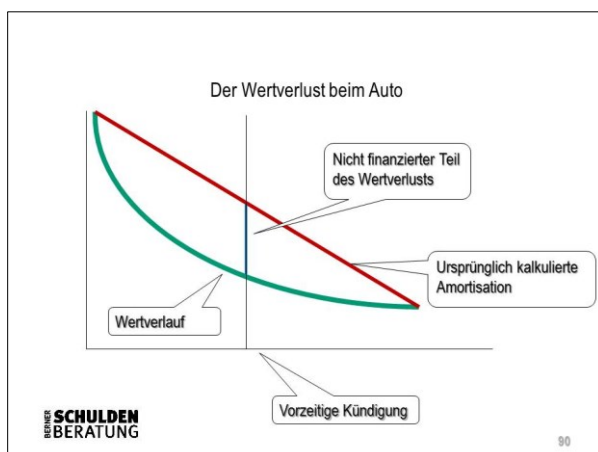 Der Wertverlust beim Auto
Nicht finanzierter Teil
des Wertverlusts
Ursprünglich kalkulierte
Amortisation
Wertverlauf
Vorzeitige Kündigung
BERNER SCHULDEN
BERATUNG
90